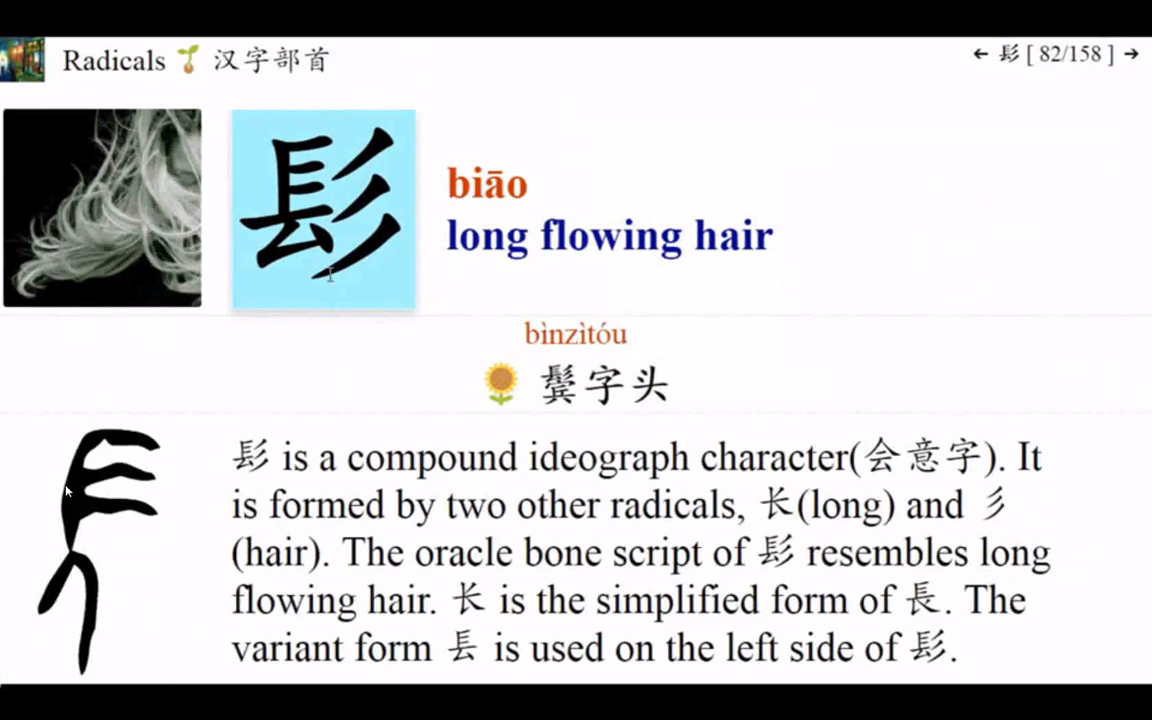 Radicals 🌱 汉字部首
← 髟 [ 82/158 ] →
髟
biāo
long flowing hair
bìnzìtóu
🌻 鬓字头
髟 is a compound ideograph character(会意字). It
is formed by two other radicals, 长(long) and 彡
(hair). The oracle bone script of 髟 resembles long
flowing hair. 长 is the simplified form of 長. The
variant form 镸 is used on the left side of 髟.